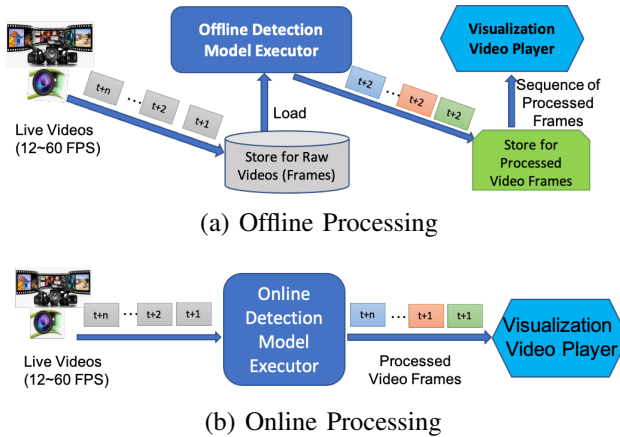 Offline Detection
Model Executor
Visualization
Video Player
t+n
...
t+2
t+1
t+2
...
t+2
t+2
Live Videos
(12~60 FPS)
Load
Sequence of
Processed
Frames
Store for Raw
Videos (Frames)
Store for
Processed
Video Frames
(a) Offline Processing
t+n
...
t+2
t+1
Online
Detection
Model
Executor
t+n
...
t+1
t+1
Visualization
Video Player
Live Videos
(12~60 FPS)
Processed
Video Frames
(b) Online Processing